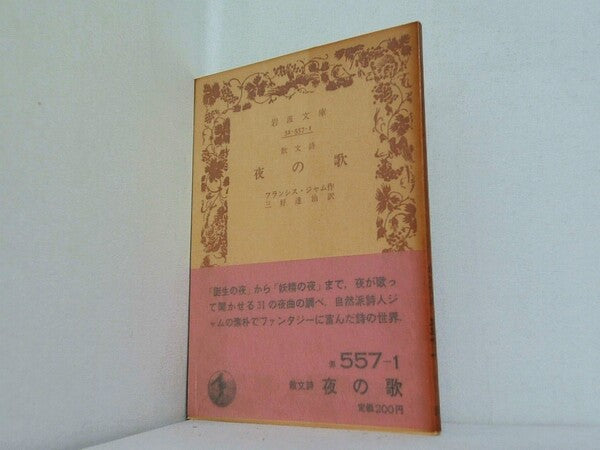 岩波文庫
32-557-1
散文詩
夜の歌
フランシス・ジャム作
三好達治訳
「誕生の夜」から「妖精の夜」まで、夜が歌っ
て聞かせる31の夜曲の調べ。自然派詩人ジ
ャムの素朴でファンタジーに富んだ詩の世界.
赤 557-1
散文詩 夜の歌
定価200円